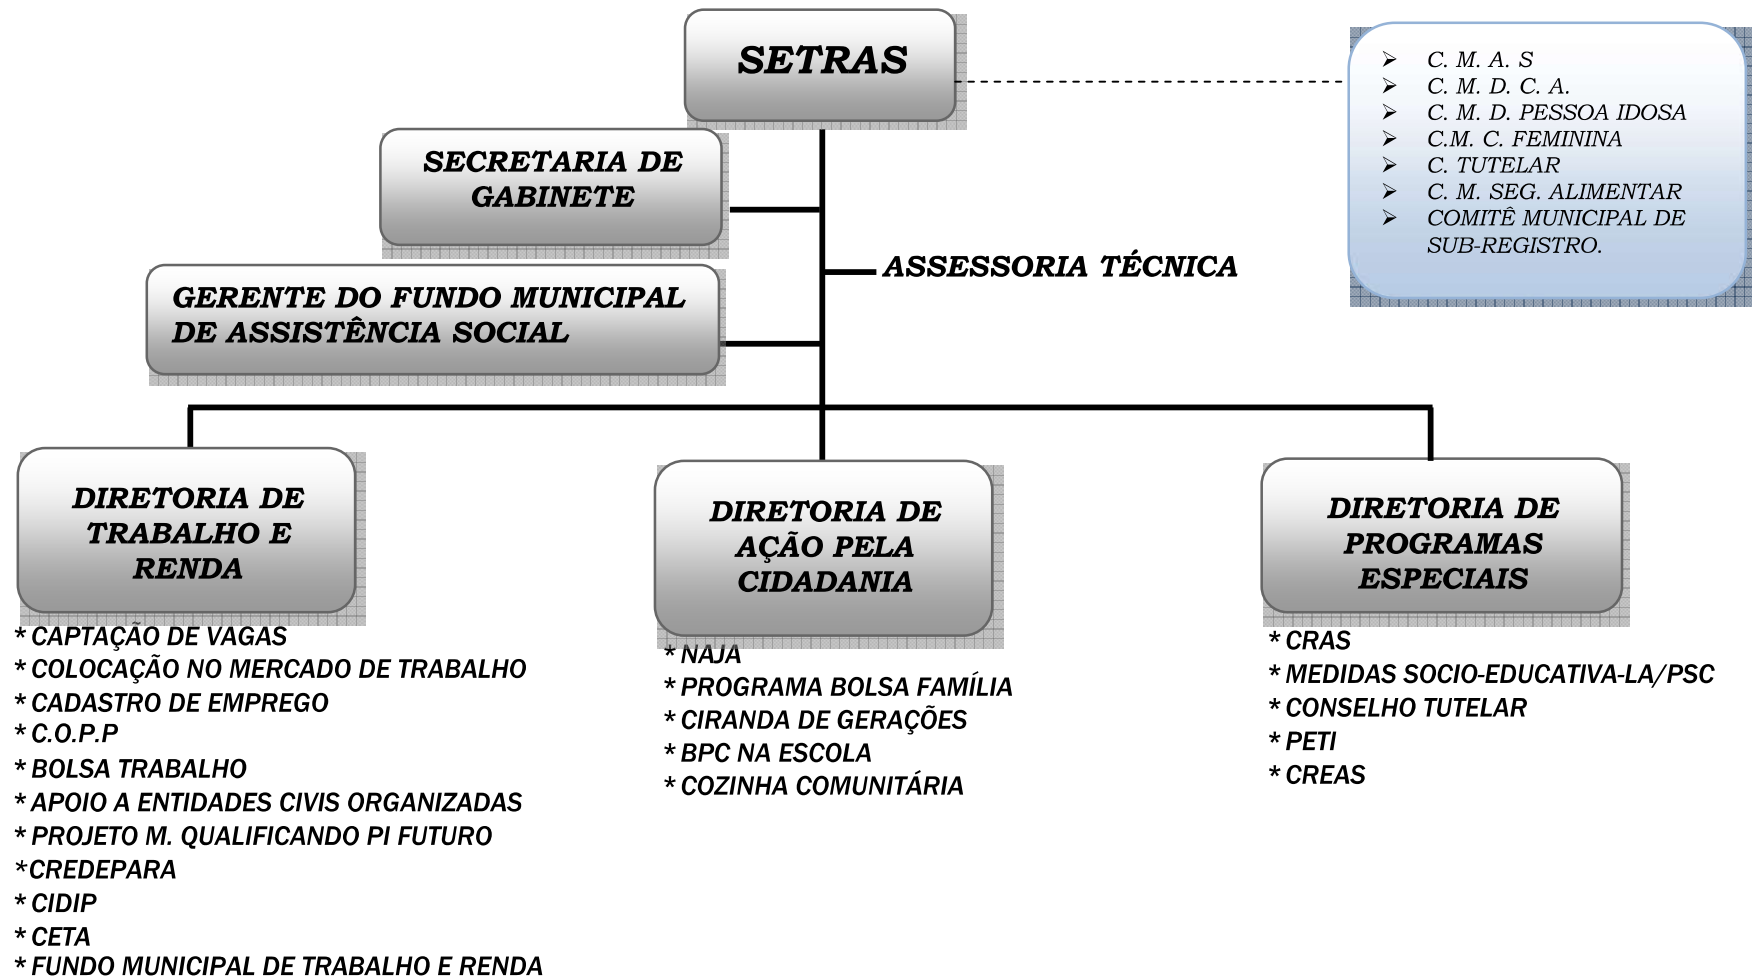 SETRAS
C. M. A. S
C. M. D. C. A.
C. M. D. PESSOA IDOSA
C.M. C. FEMININA
C. TUTELAR
C. M. SEG. ALIMENTAR
COMITÊ MUNICIPAL DE
SUB-REGISTRO.
SECRETARIA DE
GABINETE
ASSESSORIA TÉCNICA
GERENTE DO FUNDO MUNICIPAL
DE ASSISTÊNCIA SOCIAL
DIRETORIA DE
TRABALHO E
RENDA
* CAPTAÇÃO DE VAGAS
* COLOCAÇÃO NO MERCADO DE TRABALHO
* CADASTRO DE EMPREGO
* C.O.P.P
* BOLSA TRABALHO
* APOIO A ENTIDADES CIVIS ORGANIZADAS
* PROJETO M. QUALIFICANDO PI FUTURO
*CREDEPARA
* CIDIP
* CETA
* FUNDO MUNICIPAL DE TRABALHO E RENDA
DIRETORIA DE
AÇÃO PELA
CIDADANIA
* NAJA
* PROGRAMA BOLSA FAMÍLIA
* CIRANDA DE GERAÇÕES
* BPC NA ESCOLA
* COZINHA COMUNITÁRIA
DIRETORIA DE
PROGRAMAS
ESPECIAIS
* CRAS
* MEDIDAS SOCIO-EDUCATIVA-LA/PSC
* CONSELHO TUTELAR
* PETI
* CREAS